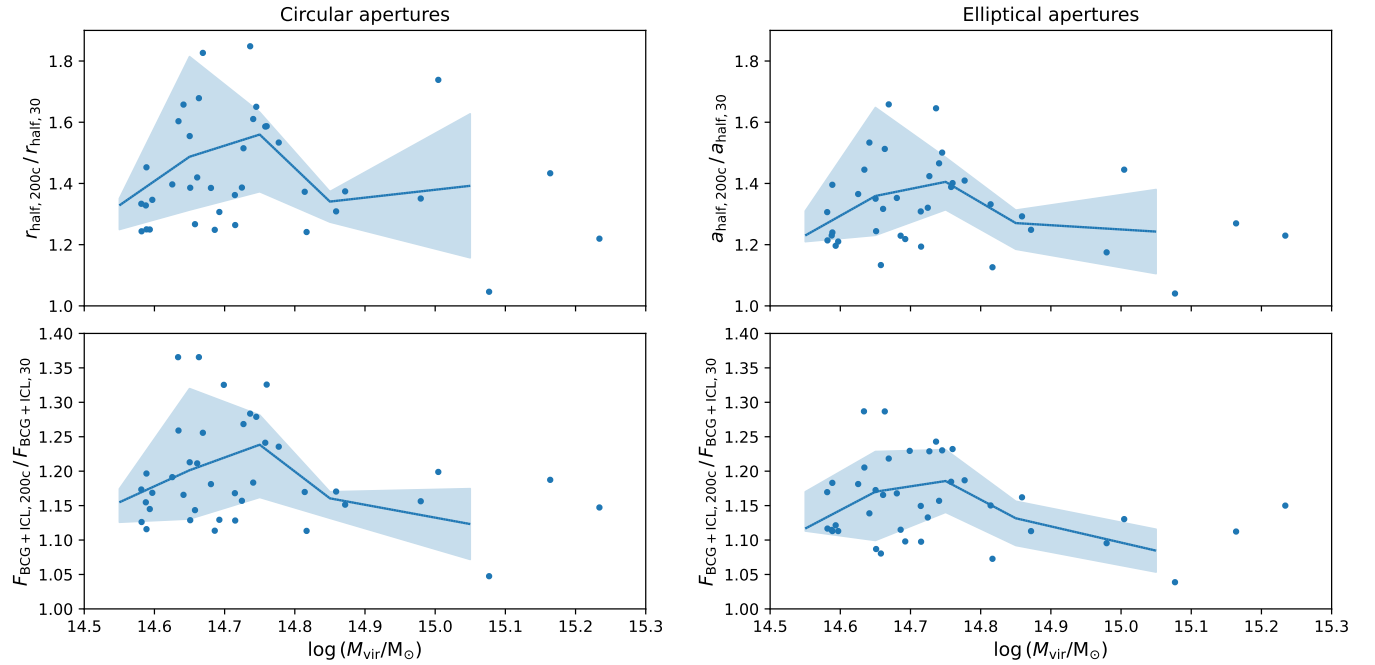 Circular apertures
Elliptical apertures
r_half, 200c / r_half, 30
1.8
1.6
1.4
1.2
1.0
a_half, 200c / a_half, 30
1.8
1.6
1.4
1.2
1.0
F_BCG + ICL, 200c / F_BCG + ICL, 30
1.40
1.35
1.30
1.25
1.20
1.15
1.10
1.05
1.00
14.5 14.6 14.7 14.8 14.9 15.0 15.1 15.2 15.3
log (M_vir/M_⊙)
F_BCG + ICL, 200c / F_BCG + ICL, 30
1.40
1.35
1.30
1.25
1.20
1.15
1.10
1.05
1.00
14.5 14.6 14.7 14.8 14.9 15.0 15.1 15.2 15.3
log (M_vir/M_⊙)